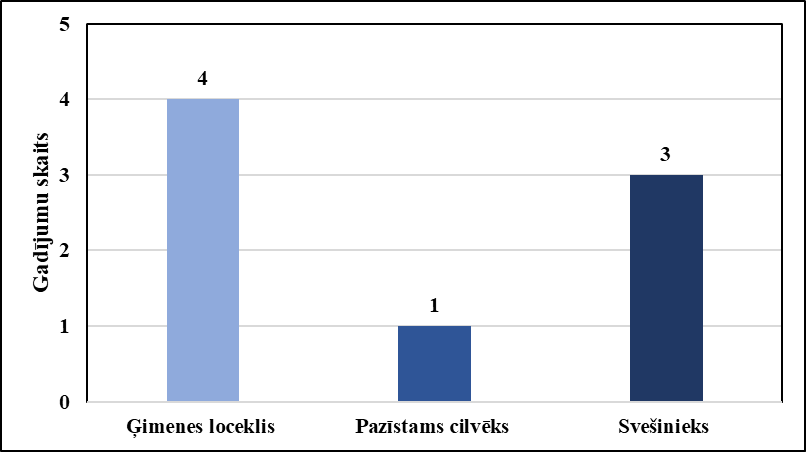 5
4
3
2
1
0
Gadījumu skaits
4
1
3
Ģimenes loceklis
Pazīstams cilvēks
Svešinieks